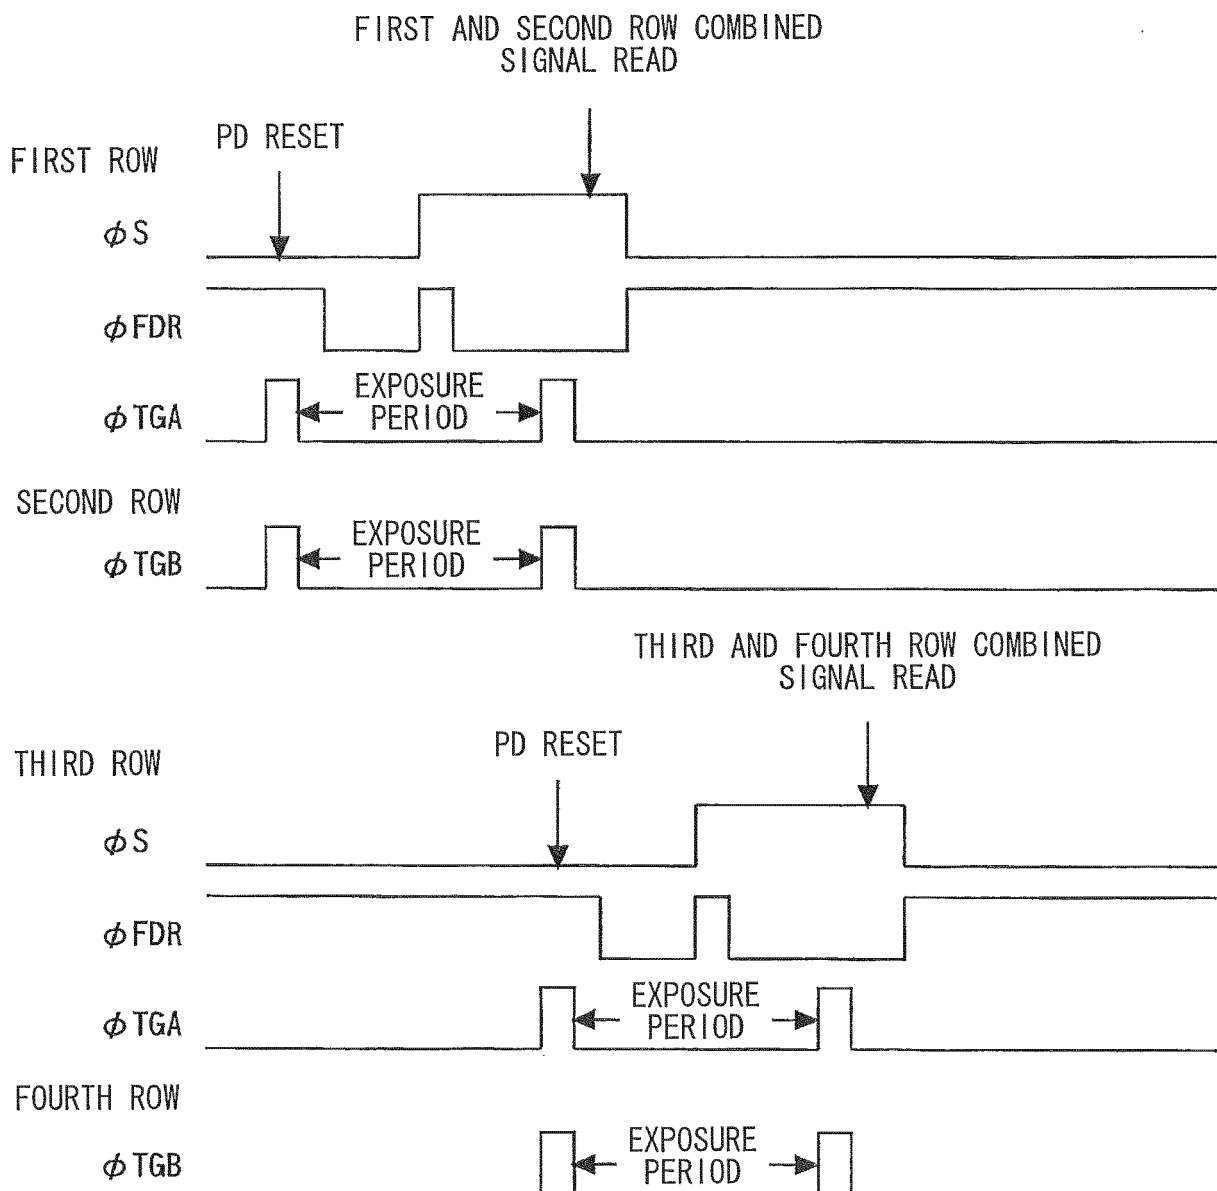 FIRST AND SECOND ROW COMBINED
SIGNAL READ
PD RESET
FIRST ROW
φS
φFDR
EXPOSURE
PERIOD
φTGA
SECOND ROW
EXPOSURE
PERIOD
φTGB
THIRD AND FOURTH ROW COMBINED
SIGNAL READ
PD RESET
THIRD ROW
φS
φFDR
EXPOSURE
PERIOD
φTGA
FOURTH ROW
EXPOSURE
PERIOD
φTGB